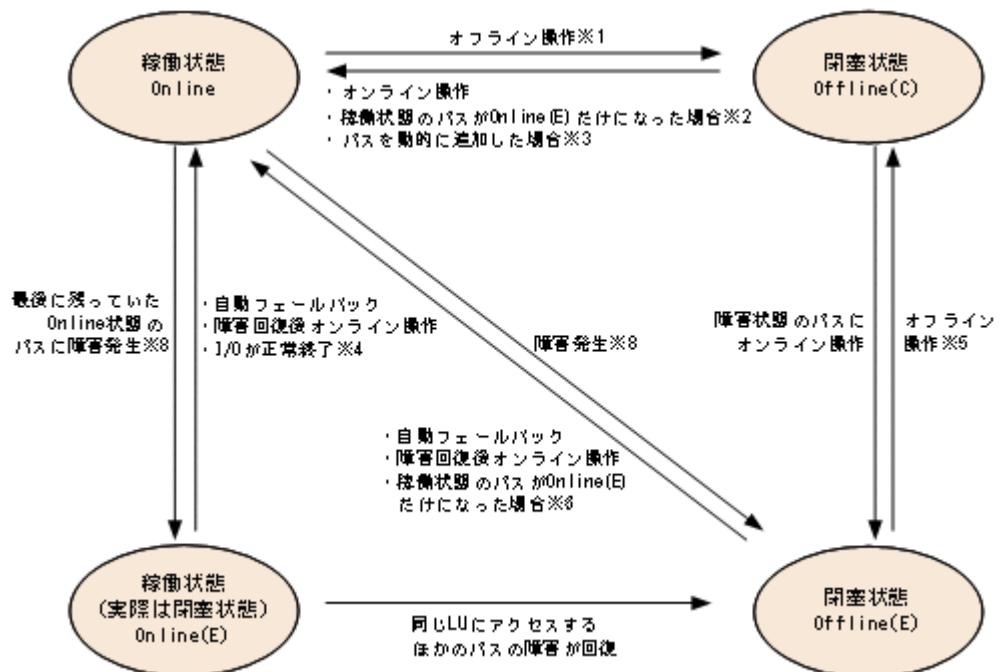 稼働状態
Online
オフライン操作※1
閉塞状態
Offline(C)
・オンライン操作
・稼働状態のパスがOnline(E)だけになった場合※2
・パスを動的に追加した場合※3
最後に残っていた
Online状態の
パスに障害発生※8
・自動フェールバック
・障害回復後オンライン操作
・I/Oが正常終了※4
障害発生※8
障害状態のパスに
オンライン操作
オフライン
操作※5
・自動フェールバック
・障害回復後オンライン操作
・稼働状態のパスがOnline(E)
だけになった場合※6
稼働状態
(実際は閉塞状態)
Online(E)
同じLUにアクセスする
ほかのパスの障害が回復
閉塞状態
Offline(E)